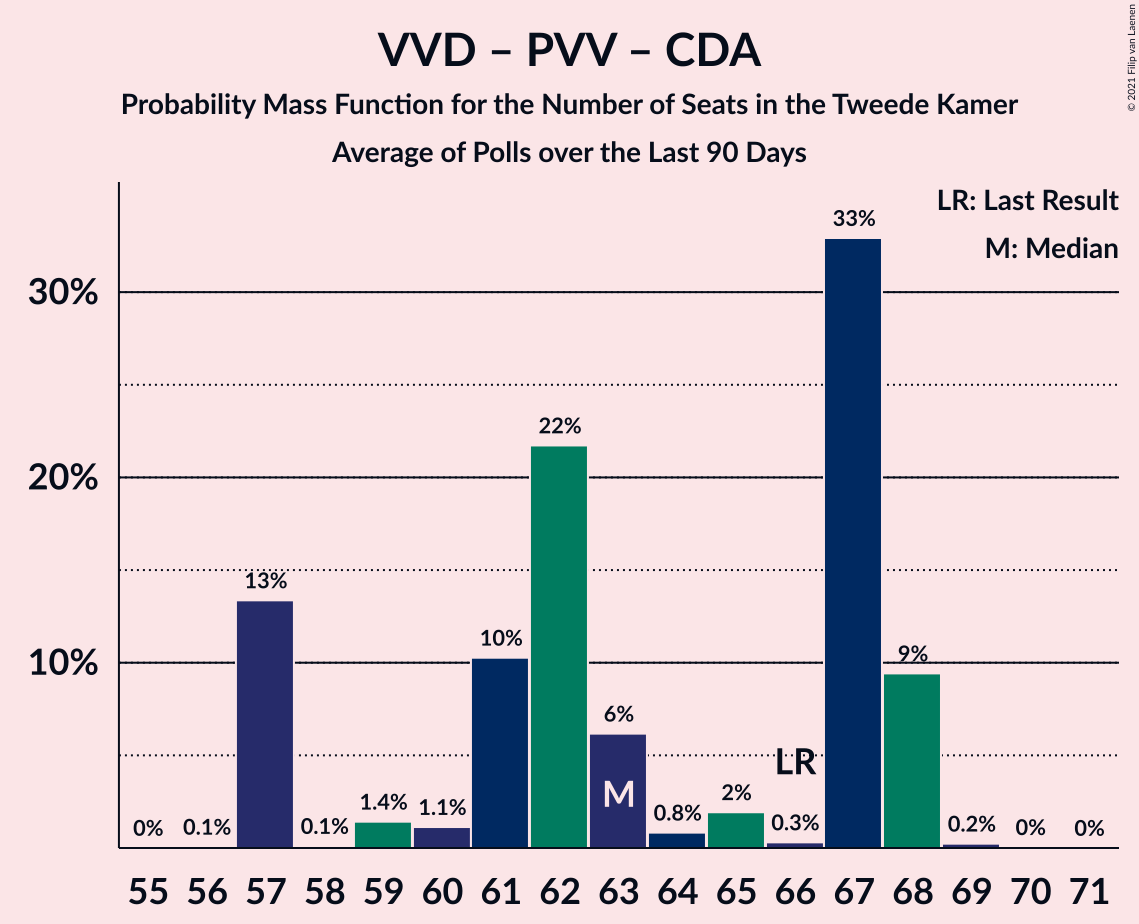 VVD – PVV – CDA
Probability Mass Function for the Number of Seats in the Tweede Kamer
Average of Polls over the Last 90 Days
© 2021 Filip van Laenen
LR: Last Result
M: Median
30%
20%
10%
0%
0.1%
13%
0.1%
1.4%
1.1%
10%
22%
6%
0.8%
2%
0.3%
33%
9%
0.2%
0%
0%
M
LR
55 56 57 58 59 60 61 62 63 64 65 66 67 68 69 70 71